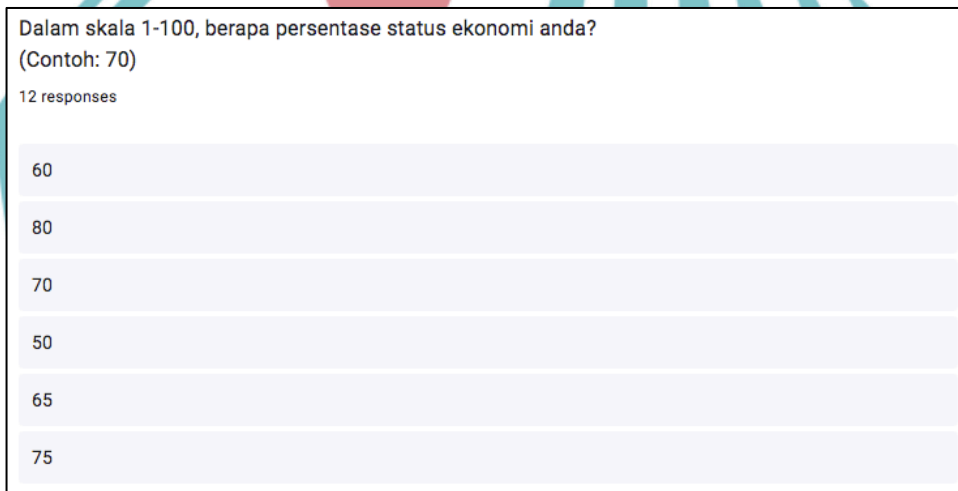 Dalam skala 1-100, berapa persentase status ekonomi anda?
(Contoh: 70)
12 responses
60
80
70
50
65
75